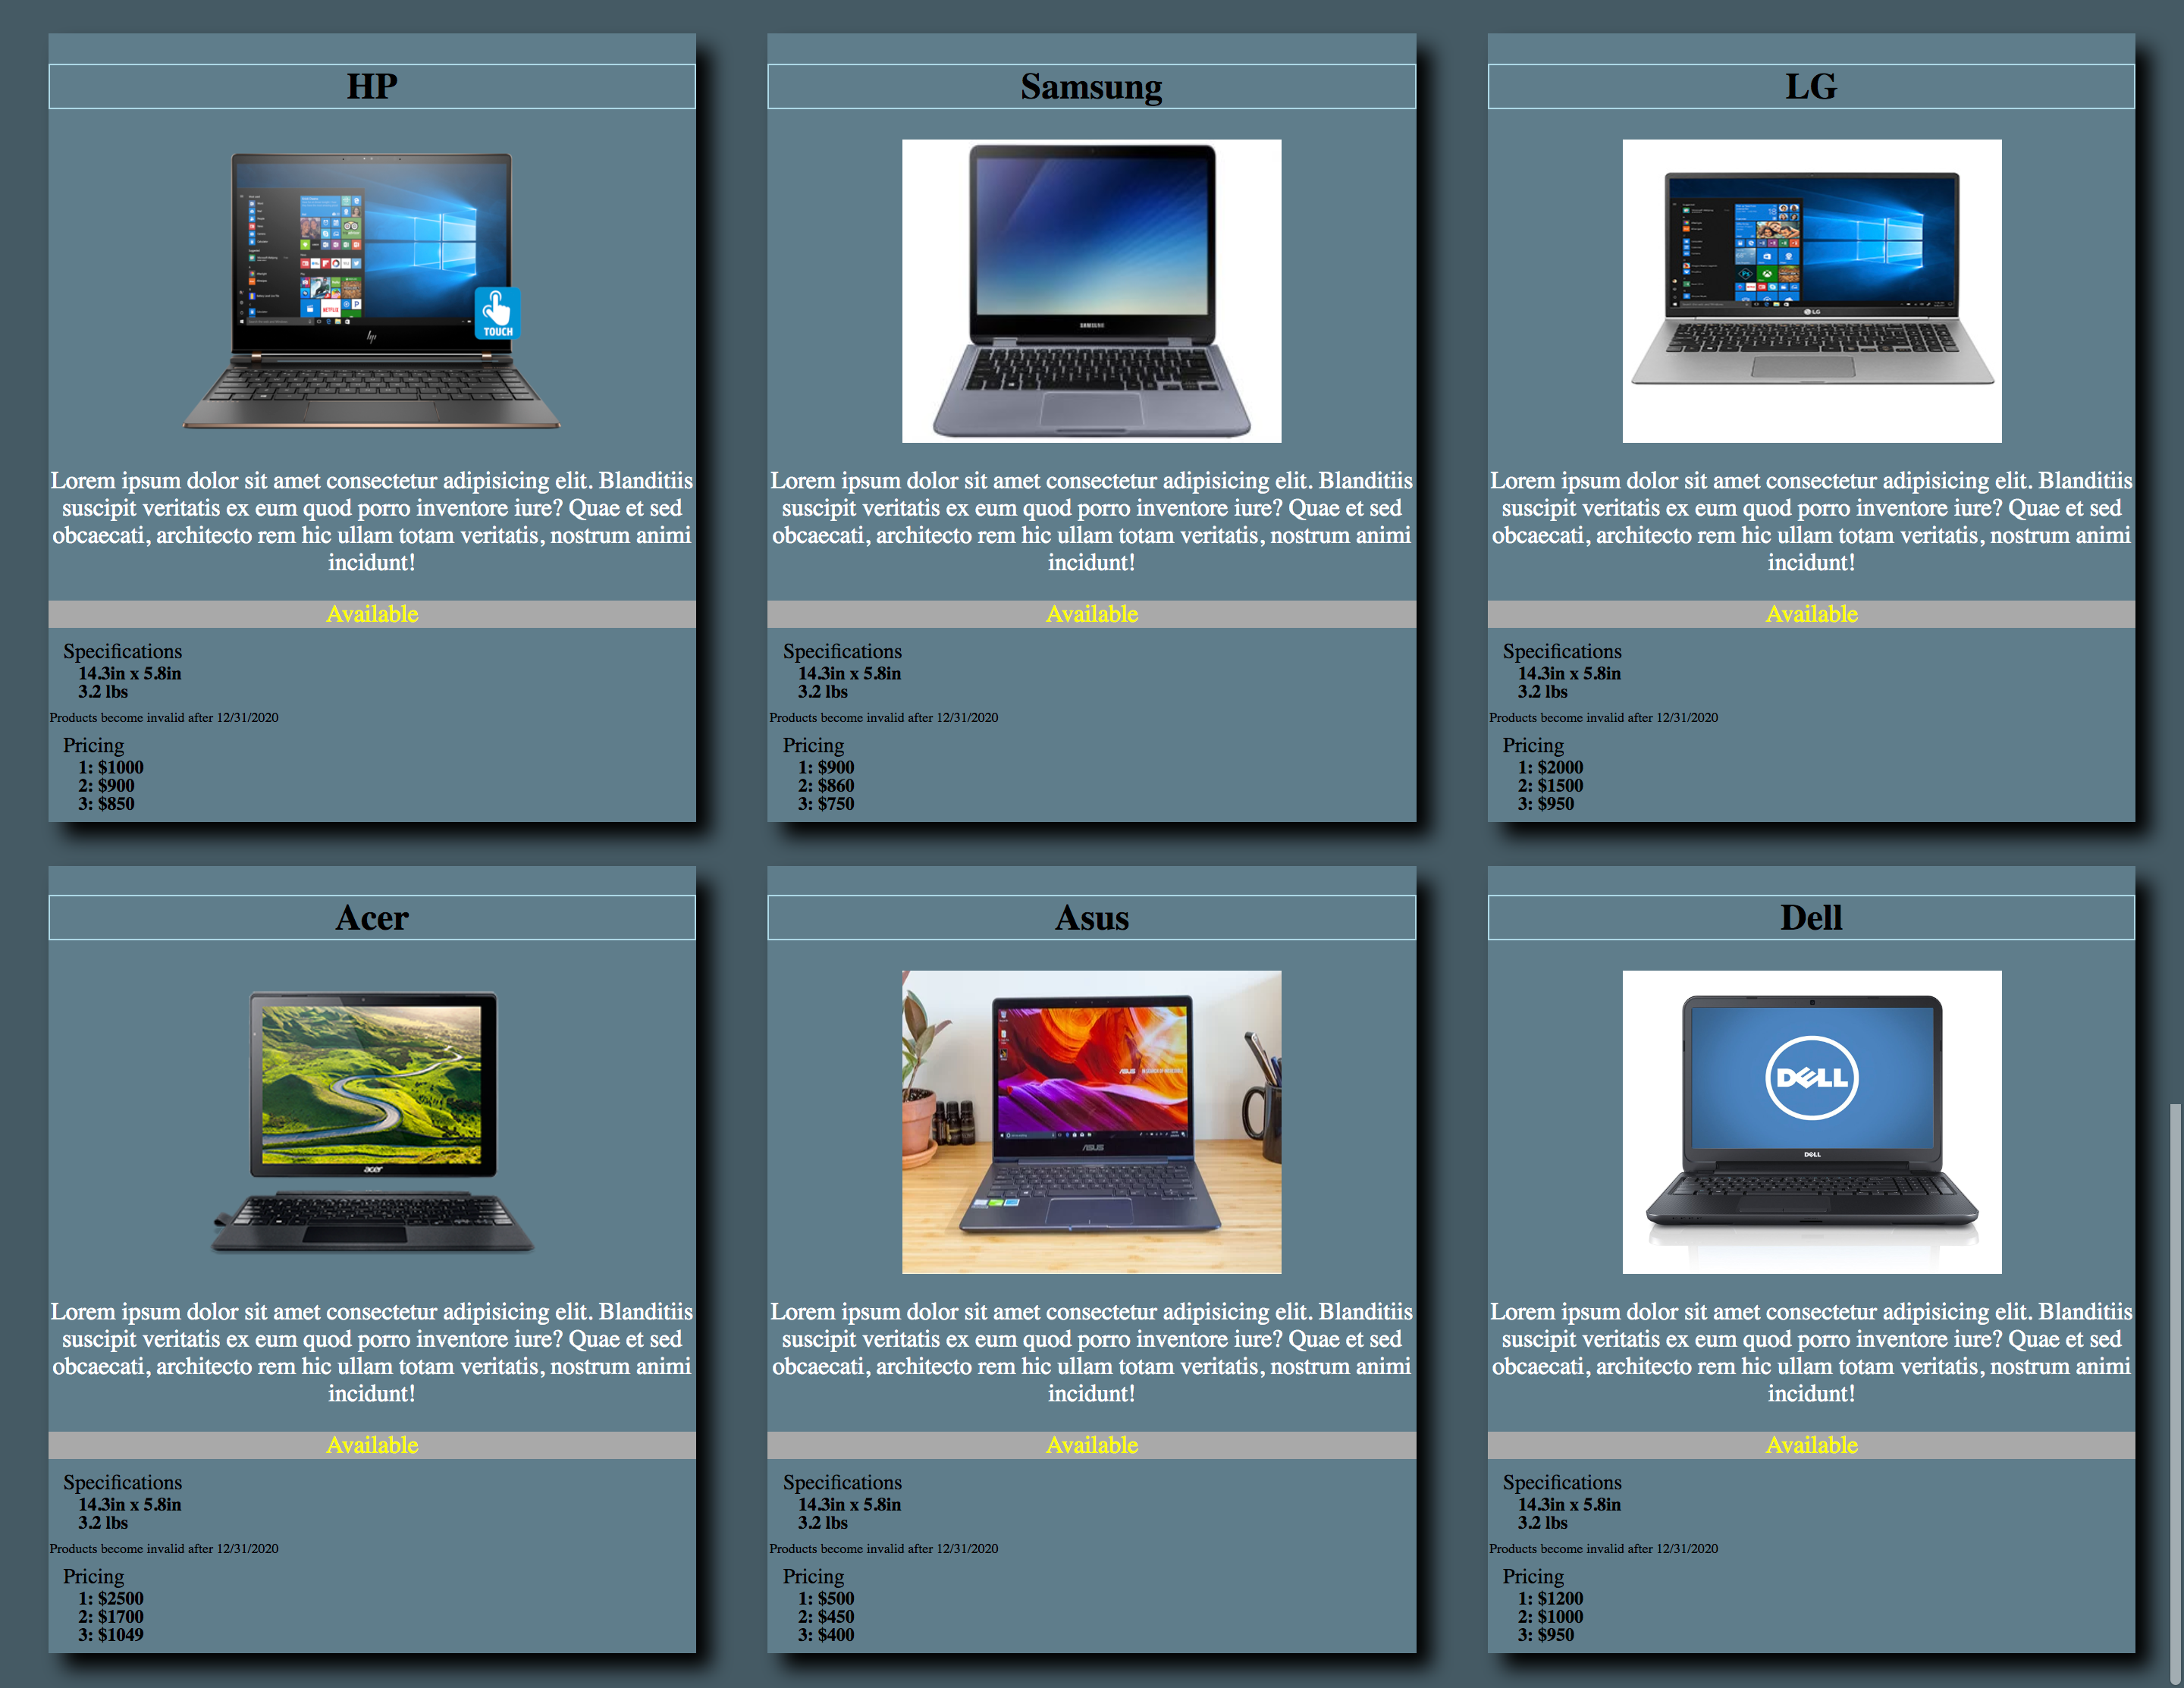 HP
TOUCH
hp
Lorem ipsum dolor sit amet consectetur adipisicing elit. Blanditiis
suscipit veritatis ex eum quod porro inventore iure? Quae et sed
obcaecati, architecto rem hic ullam totam veritatis, nostrum animi
incidunt!
Available
Specifications
14.3in x 5.8in
3.2 lbs
Products become invalid after 12/31/2020
Pricing
1: $1000
2: $900
3: $850
Samsung
SAMSUNG
Lorem ipsum dolor sit amet consectetur adipisicing elit. Blanditiis
suscipit veritatis ex eum quod porro inventore iure? Quae et sed
obcaecati, architecto rem hic ullam totam veritatis, nostrum animi
incidunt!
Available
Specifications
14.3in x 5.8in
3.2 lbs
Products become invalid after 12/31/2020
Pricing
1: $900
2: $860
3: $750
LG
LG
Lorem ipsum dolor sit amet consectetur adipisicing elit. Blanditiis
suscipit veritatis ex eum quod porro inventore iure? Quae et sed
obcaecati, architecto rem hic ullam totam veritatis, nostrum animi
incidunt!
Available
Specifications
14.3in x 5.8in
3.2 lbs
Products become invalid after 12/31/2020
Pricing
1: $2000
2: $1500
3: $950
Acer
acer
Lorem ipsum dolor sit amet consectetur adipisicing elit. Blanditiis
suscipit veritatis ex eum quod porro inventore iure? Quae et sed
obcaecati, architecto rem hic ullam totam veritatis, nostrum animi
incidunt!
Available
Specifications
14.3in x 5.8in
3.2 lbs
Products become invalid after 12/31/2020
Pricing
1: $2500
2: $1700
3: $1049
Asus
ASUS
ASUS
Lorem ipsum dolor sit amet consectetur adipisicing elit. Blanditiis
suscipit veritatis ex eum quod porro inventore iure? Quae et sed
obcaecati, architecto rem hic ullam totam veritatis, nostrum animi
incidunt!
Available
Specifications
14.3in x 5.8in
3.2 lbs
Products become invalid after 12/31/2020
Pricing
1: $500
2: $450
3: $400
Dell
DELL
DELL
Lorem ipsum dolor sit amet consectetur adipisicing elit. Blanditiis
suscipit veritatis ex eum quod porro inventore iure? Quae et sed
obcaecati, architecto rem hic ullam totam veritatis, nostrum animi
incidunt!
Available
Specifications
14.3in x 5.8in
3.2 lbs
Products become invalid after 12/31/2020
Pricing
1: $1200
2: $1000
3: $950